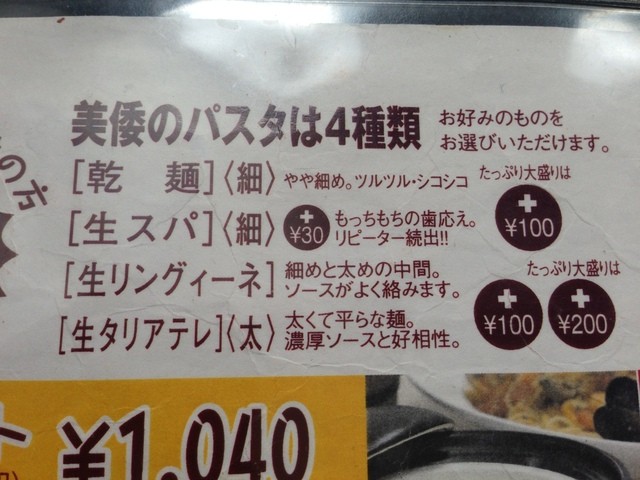 美倭のパスタは4種類
お好みのものを
お選びいただけます。
[乾 麺]〈細〉 やや細め。ツルツル・シコシコ
たっぷり大盛りは
+¥100
[生スパ]〈細〉 +¥30 もっちもちの歯応え。
リピーター続出!!
[生リングィーネ] 細めと太めの中間。
ソースがよく絡みます。
たっぷり大盛りは
+¥100 +¥200
[生タリアテレ]〈太〉 太くて平らな麺。
濃厚ソースと好相性。
の方
ト
¥1,040